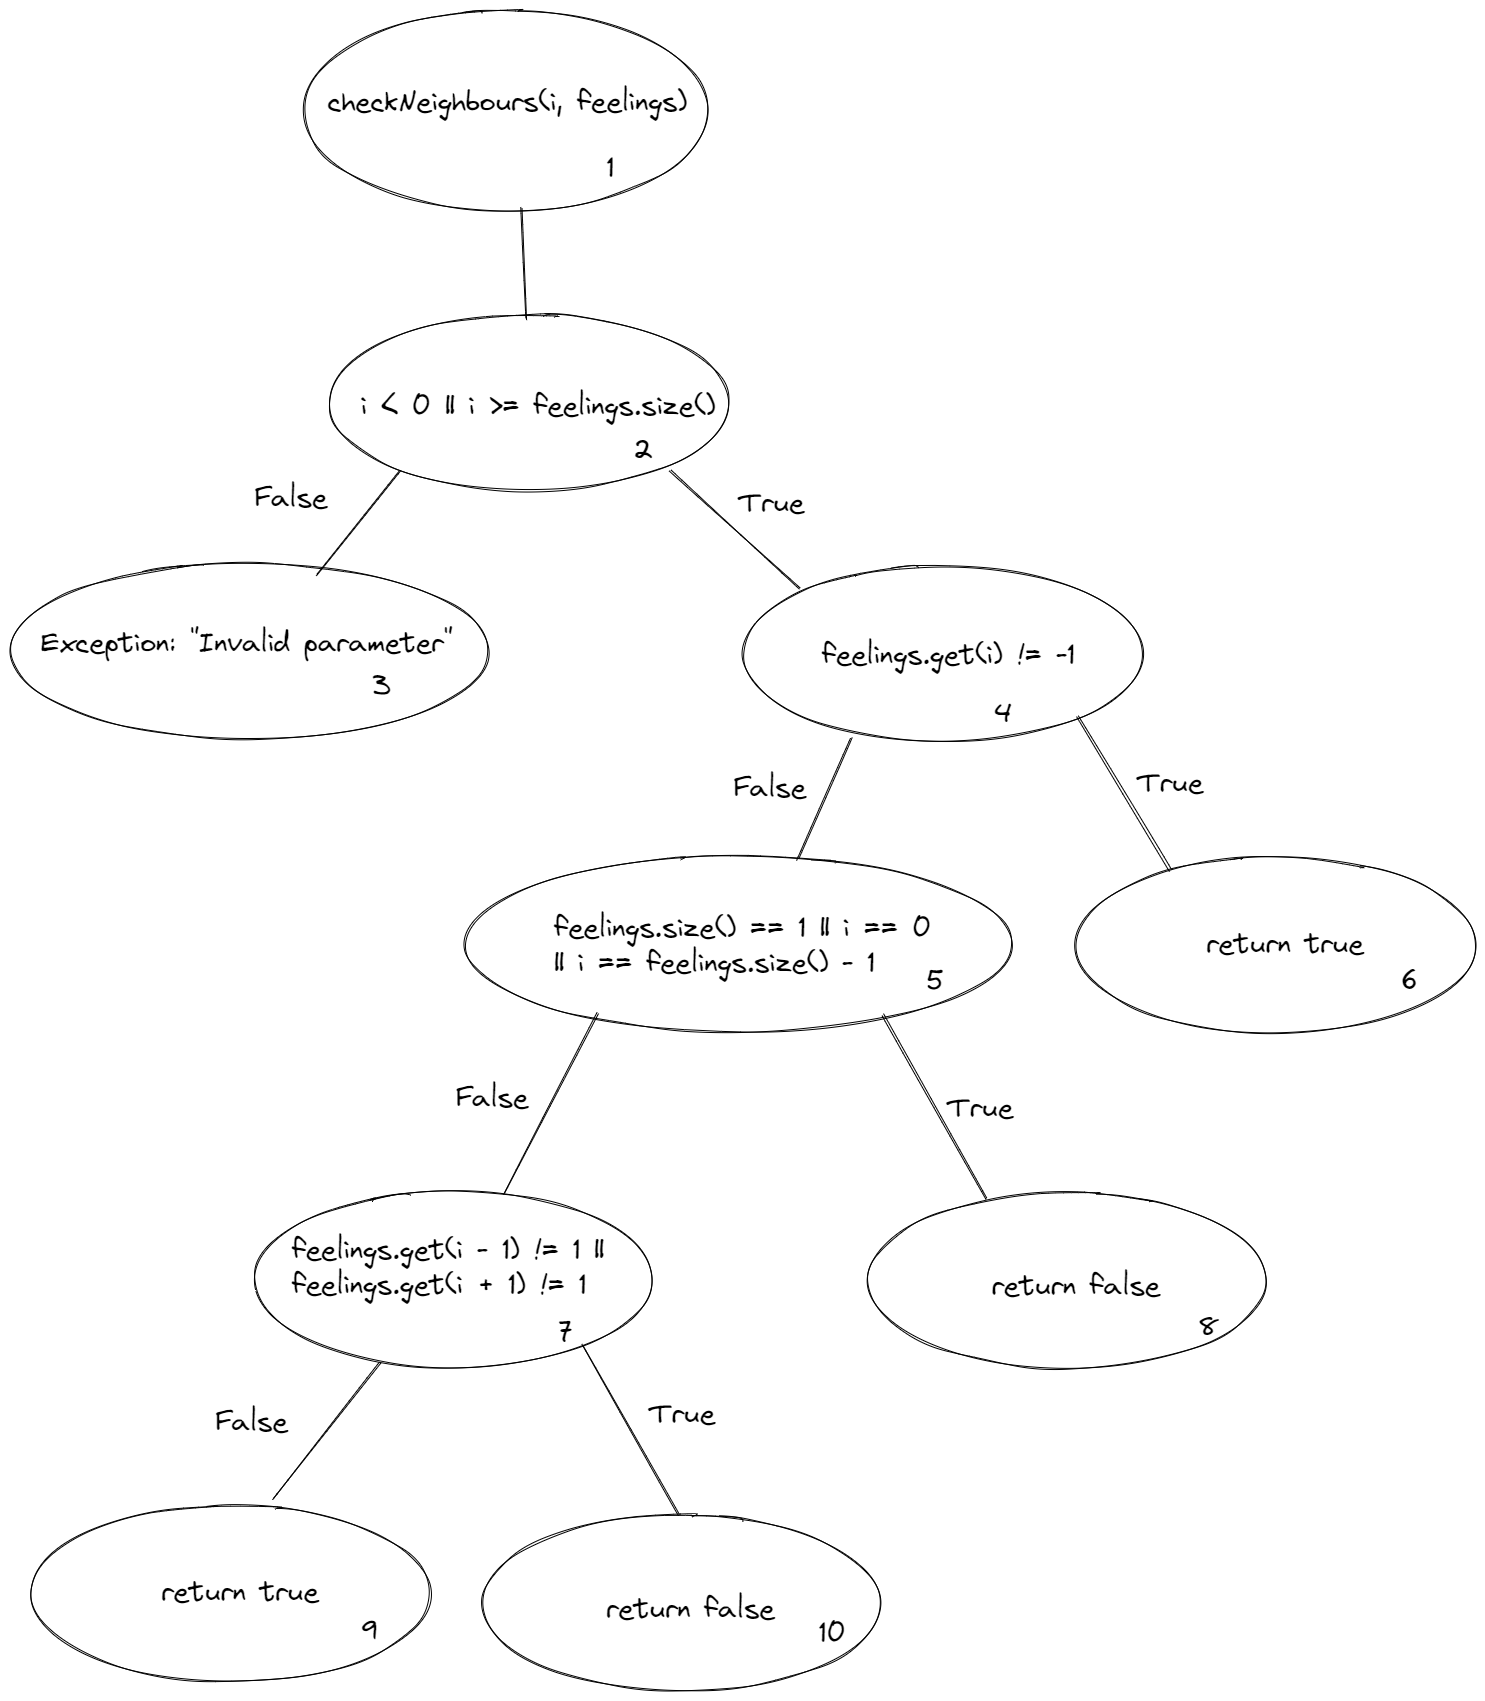 checkNeighbours(i, feelings)
1
i < 0 || i >= feelings.size()
2
False
True
Exception: "Invalid parameter"
3
feelings.get(i) != -1
4
False
True
feelings.size() == 1 || i == 0
|| i == feelings.size() - 1
5
return true
6
False
True
feelings.get(i - 1) != 1 ||
feelings.get(i + 1) != 1
7
return false
8
False
True
return true
9
return false
10